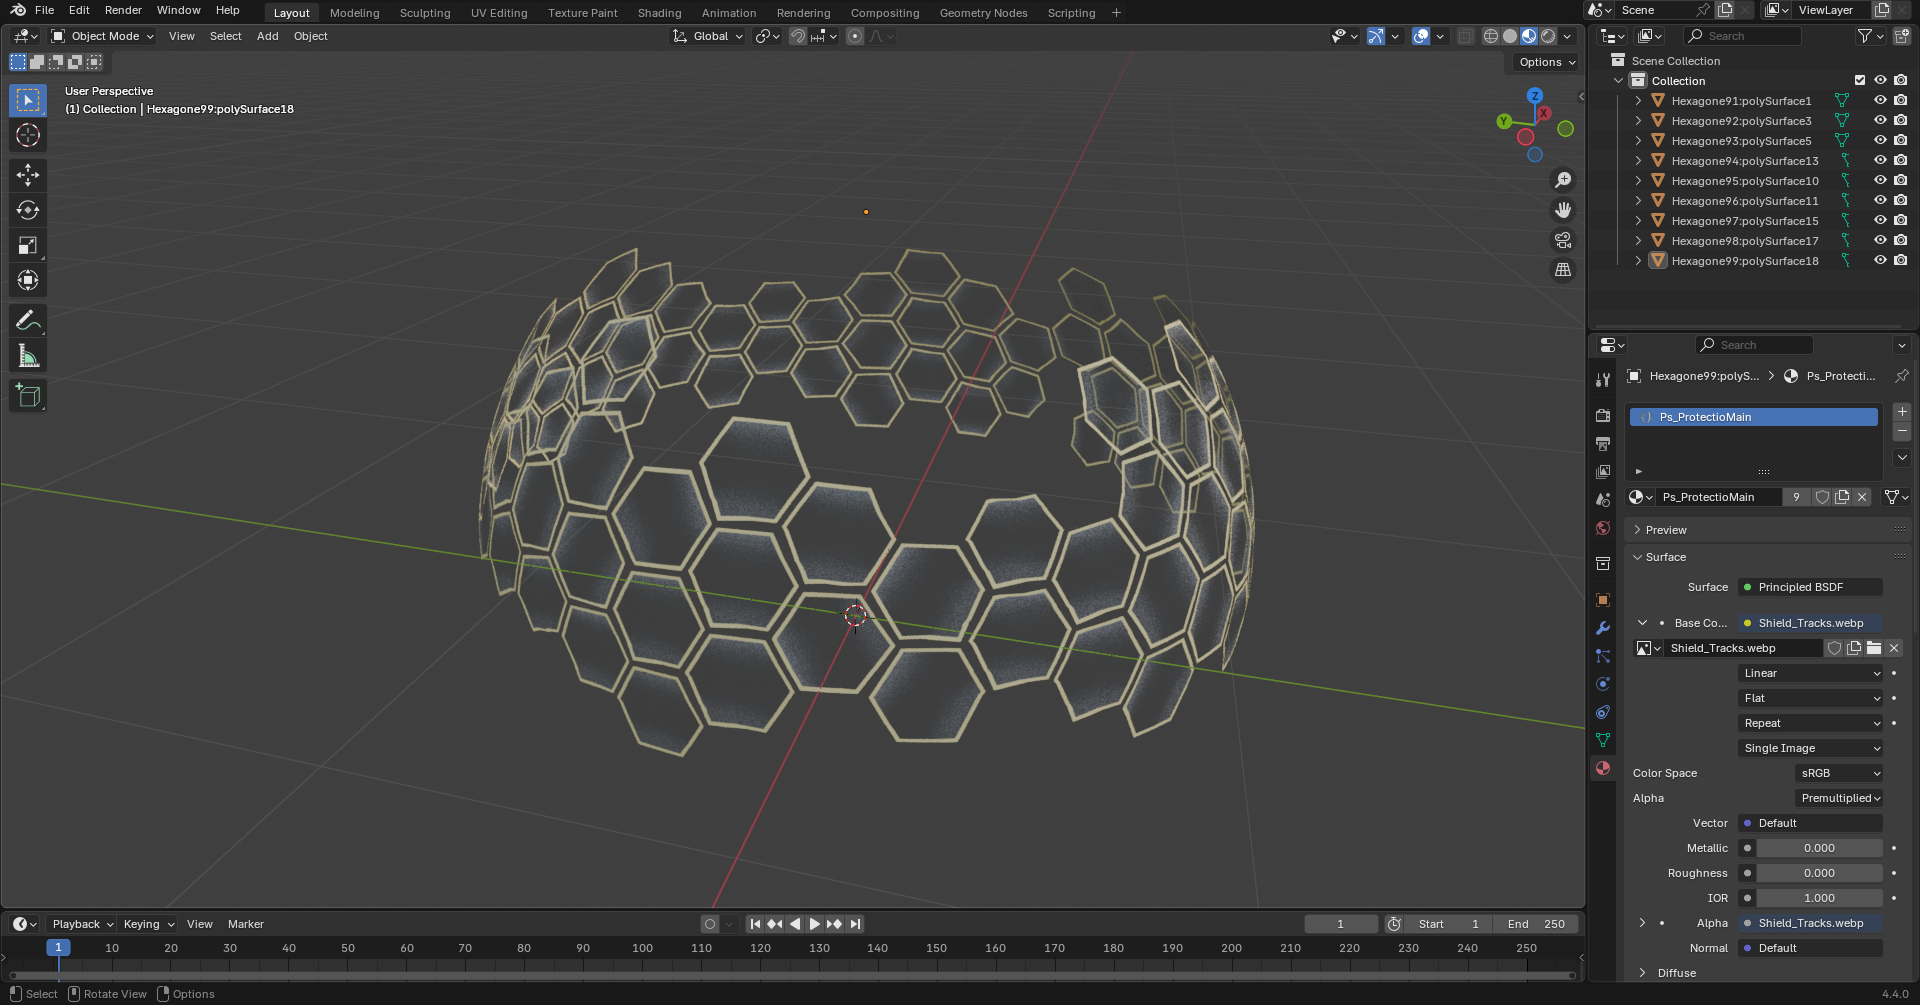 File Edit Render Window Help Layout Modeling Sculpting UV Editing Texture Paint Shading Animation Rendering Compositing Geometry Nodes Scripting + Scene ViewLayer
Object Mode View Select Add Object Global Search
Options
User Perspective
(1) Collection | Hexagone99:polySurface18
Z
X
Y
Scene Collection
Collection
Hexagone91:polySurface1
Hexagone92:polySurface3
Hexagone93:polySurface5
Hexagone94:polySurface13
Hexagone95:polySurface10
Hexagone96:polySurface11
Hexagone97:polySurface15
Hexagone98:polySurface17
Hexagone99:polySurface18
Search
Hexagone99:polyS... > Ps_Protecti...
Ps_ProtectioMain
Ps_ProtectioMain 9
Preview
Surface
Surface Principled BSDF
Base Co... Shield_Tracks.webp
Shield_Tracks.webp
Linear
Flat
Repeat
Single Image
Color Space sRGB
Alpha Premultiplied
Vector Default
Metallic 0.000
Roughness 0.000
IOR 1.000
Alpha Shield_Tracks.webp
Normal Default
Diffuse
Playback Keying View Marker 1 Start 1 End 250
1 10 20 30 40 50 60 70 80 90 100 110 120 130 140 150 160 170 180 190 200 210 220 230 240 250
Select Rotate View Options 4.4.0